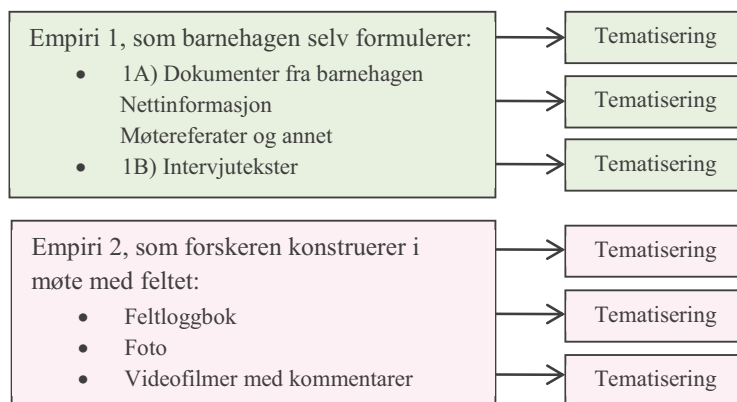 Empiri 1, som barnehagen selv formulerer:
• 1A) Dokumenter fra barnehagen
Nettinformasjon
Møtereferater og annet
• 1B) Intervjutekster
Tematisering
Tematisering
Tematisering
Empiri 2, som forskeren konstruerer i
møte med feltet:
• Feltloggbok
• Foto
• Videofilmer med kommentarer
Tematisering
Tematisering
Tematisering